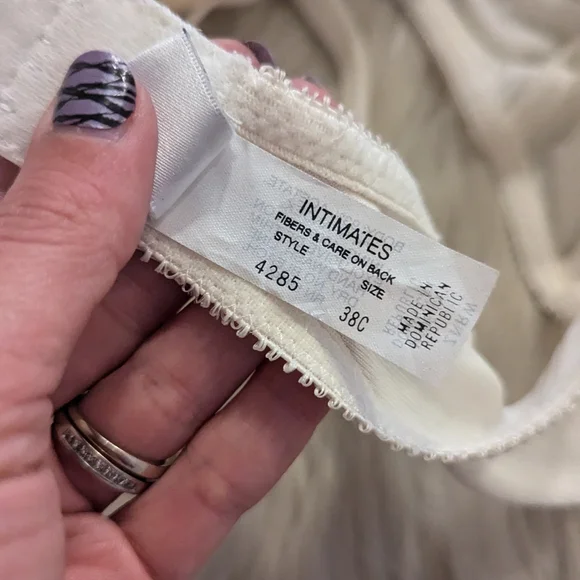 INTIMATES
FIBERS & CARE ON BACK
STYLE SIZE
4285 38C
MADE IN
DOMINICAN
REPUBLIC